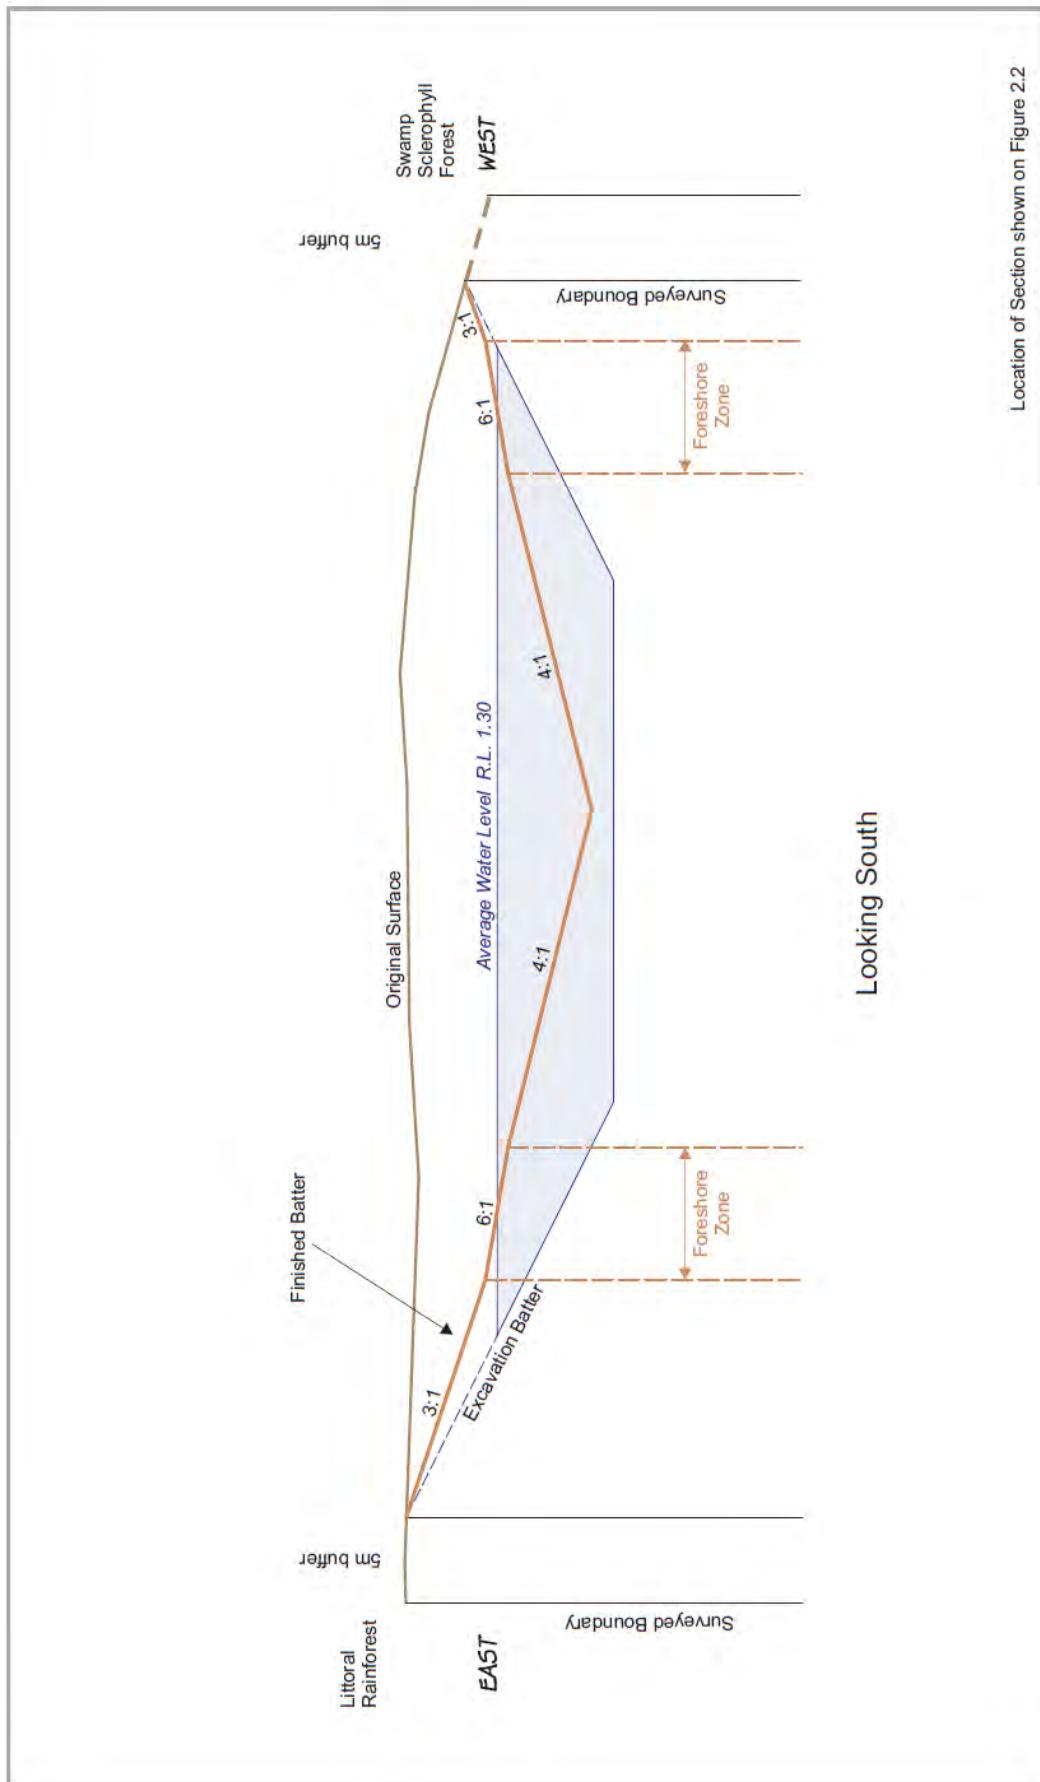 Littoral
Rainforest
EAST
5m buffer
Surveyed Boundary
Finished Batter
3:1
Excavation Batter
6:1
Foreshore
Zone
Original Surface
4:1
Average Water Level R.L. 1.30
4:1
Looking South
6:1
Foreshore
Zone
3:1
Surveyed Boundary
5m buffer
Swamp
Sclerophyll
Forest
WEST
Location of Section shown on Figure 2.2